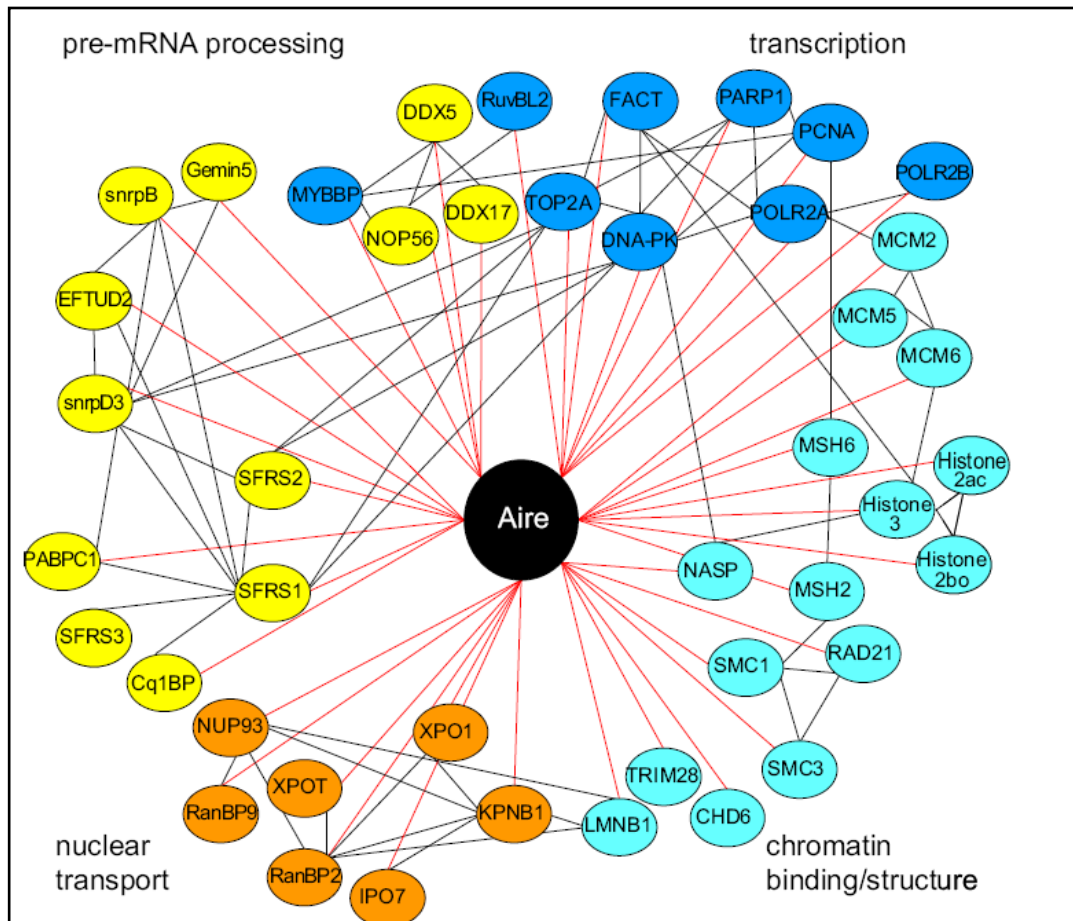 pre-mRNA processing
transcription
DDX5
RuvBL2
FACT
PARP1
PCNA
Gemin5
snrpB
MYBBP
DDX17
TOP2A
POLR2A
POLR2B
NOP56
DNA-PK
MCM2
EFTUD2
MCM5
MCM6
snrpD3
SFRS2
MSH6
Histone
2ac
Histone
3
Aire
PABPC1
SFRS1
NASP
MSH2
Histone
2bo
SFRS3
Cq1BP
SMC1
RAD21
NUP93
XPO1
TRIM28
SMC3
XPOT
RanBP9
KPNB1
LMNB1
CHD6
RanBP2
IPO7
nuclear
transport
chromatin
binding/structure